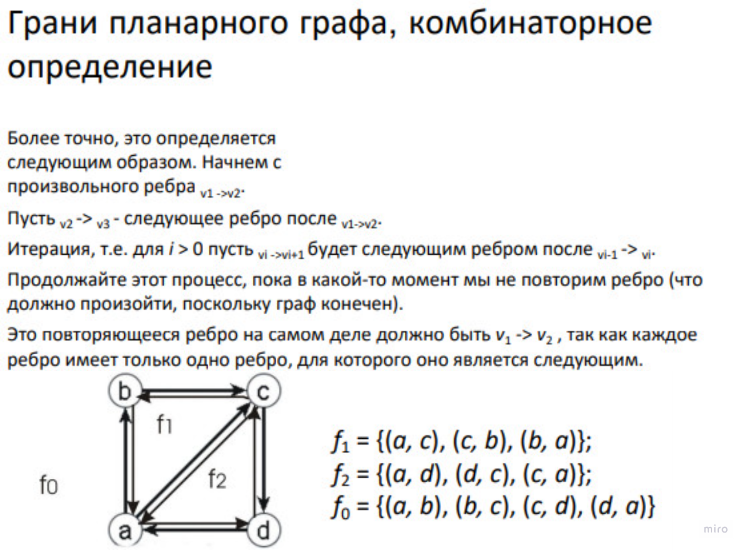 Грани планарного графа, комбинаторное
определение
Более точно, это определяется
следующим образом. Начнем с
произвольного ребра v1 ->v2.
Пусть v2 -> v3 - следующее ребро после v1->v2.
Итерация, т.е. для i > 0 пусть vi ->vi+1 будет следующим ребром после vi-1 -> vi.
Продолжайте этот процесс, пока в какой-то момент мы не повторим ребро (что
должно произойти, поскольку граф конечен).
Это повторяющееся ребро на самом деле должно быть v1 -> v2 , так как каждое
ребро имеет только одно ребро, для которого оно является следующим.
b c
f1
f2
f0
a d
f1 = {(a, c), (c, b), (b, a)};
f2 = {(a, d), (d, c), (c, a)};
f0 = {(a, b), (b, c), (c, d), (d, a)}
miro